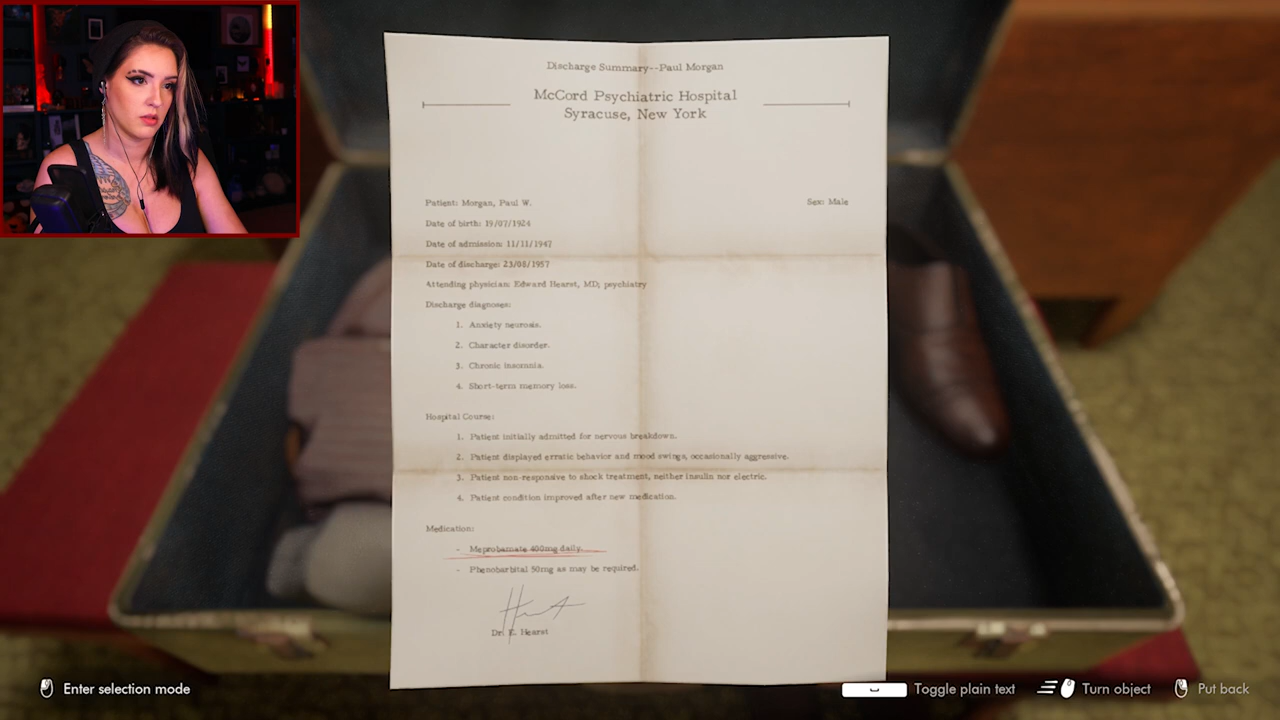 Discharge Summary--Paul Morgan
McCord Psychiatric Hospital
Syracuse, New York
Patient: Morgan, Paul W.
Sex: Male
Date of birth: 19/07/1924
Date of admission: 11/11/1947
Date of discharge: 23/08/1957
Attending physician: Edward Hearst, MD, psychiatry
Discharge diagnoses:
1. Anxiety neurosis.
2. Character disorder.
3. Chronic insomnia.
4. Short-term memory loss.
Hospital Course:
1. Patient initially admitted for nervous breakdown.
2. Patient displayed erratic behavior and mood swings, occasionally aggressive.
3. Patient non-responsive to shock treatment, neither insulin nor electric.
4. Patient condition improved after new medication.
Medication:
- Meprobamate 400mg daily.
- Phenobarbital 50mg as may be required.
Dr. E. Hearst
Enter selection mode
Toggle plain text
Turn object
Put back